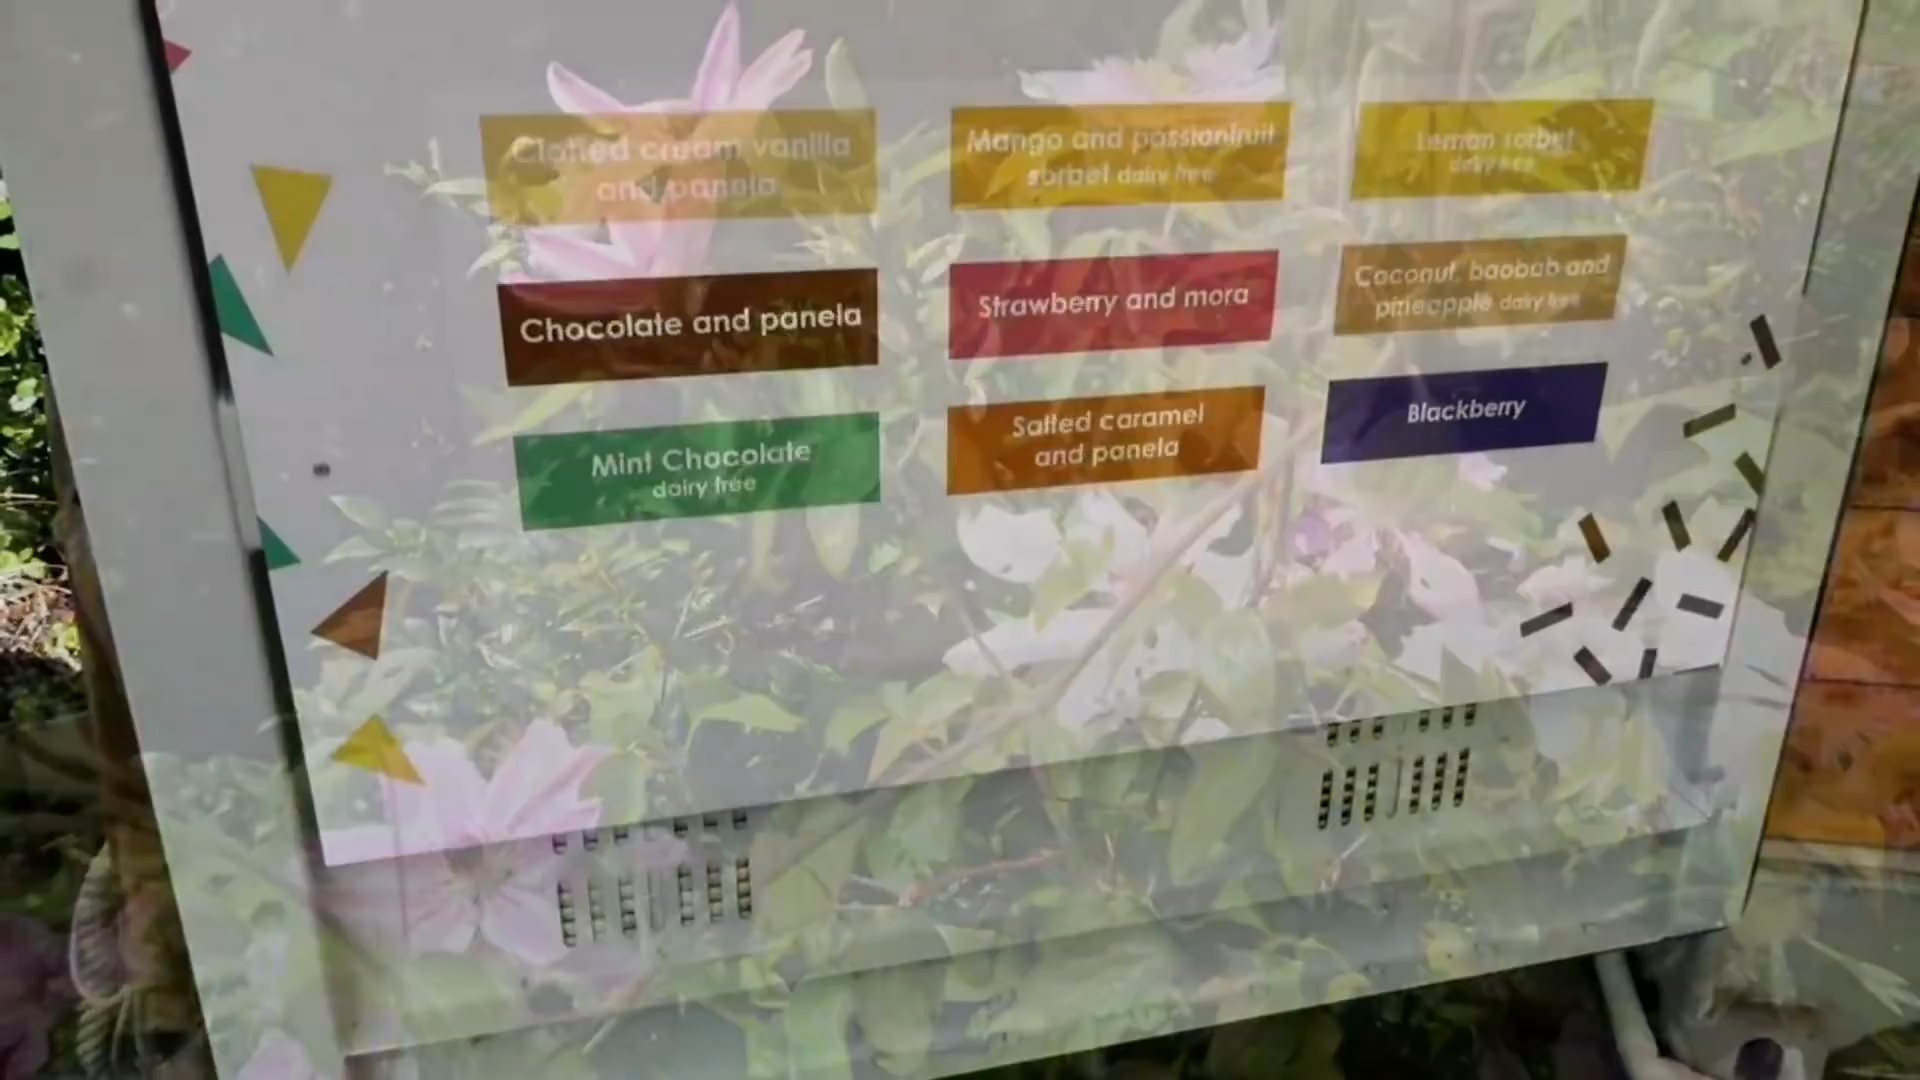 Clotted cream vanilla
and panela
Mango and passionfruit
sorbet dairy free
Lemon sorbet
dairy free
Chocolate and panela
Strawberry and mora
Coconut, baobab and
pineapple dairy free
Mint Chocolate
dairy free
Salted caramel
and panela
Blackberry